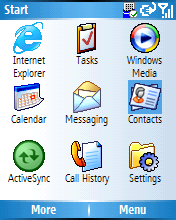 Start
Internet
Explorer
Tasks
Windows
Media
Calendar
Messaging
Contacts
ActiveSync
Call History
Settings
More
Menu